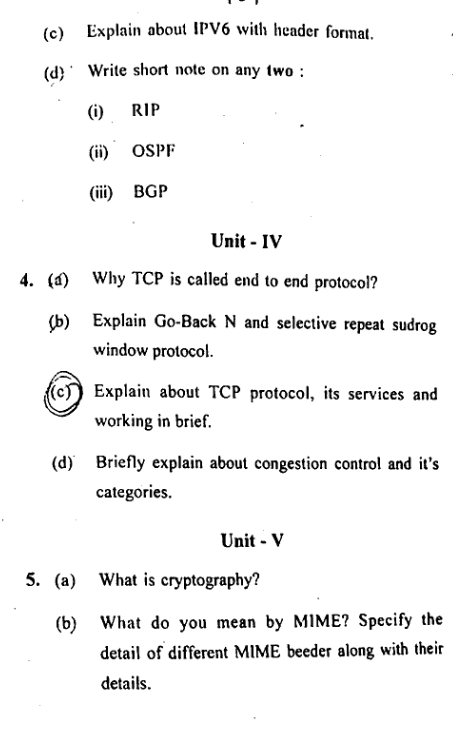 (c) Explain about IPV6 with header format.
(d) Write short note on any two :
(i) RIP
(ii) OSPF
(iii) BGP
Unit - IV
4. (a) Why TCP is called end to end protocol?
(b) Explain Go-Back N and selective repeat sudrog
window protocol.
(c) Explain about TCP protocol, its services and
working in brief.
(d) Briefly explain about congestion control and it's
categories.
Unit - V
5. (a) What is cryptography?
(b) What do you mean by MIME? Specify the
detail of different MIME beeder along with their
details.